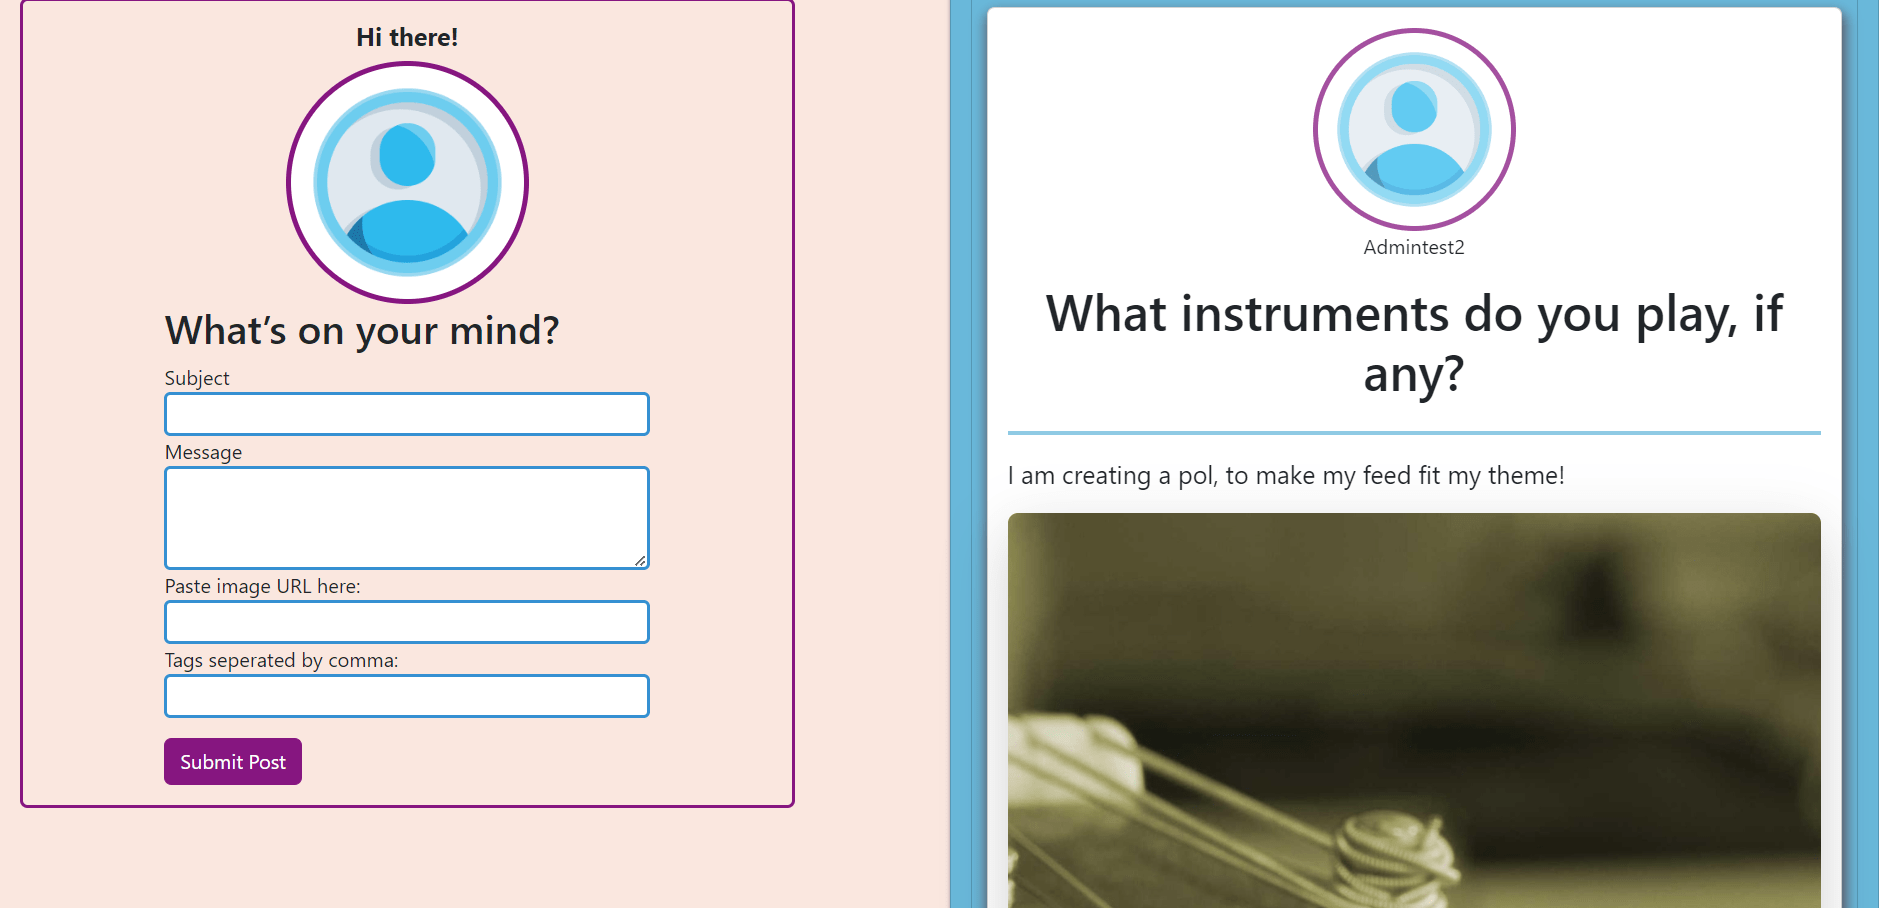 Hi there!
What’s on your mind?
Subject
Message
Paste image URL here:
Tags seperated by comma:
Submit Post
Admintest2
What instruments do you play, if
any?
I am creating a pol, to make my feed fit my theme!